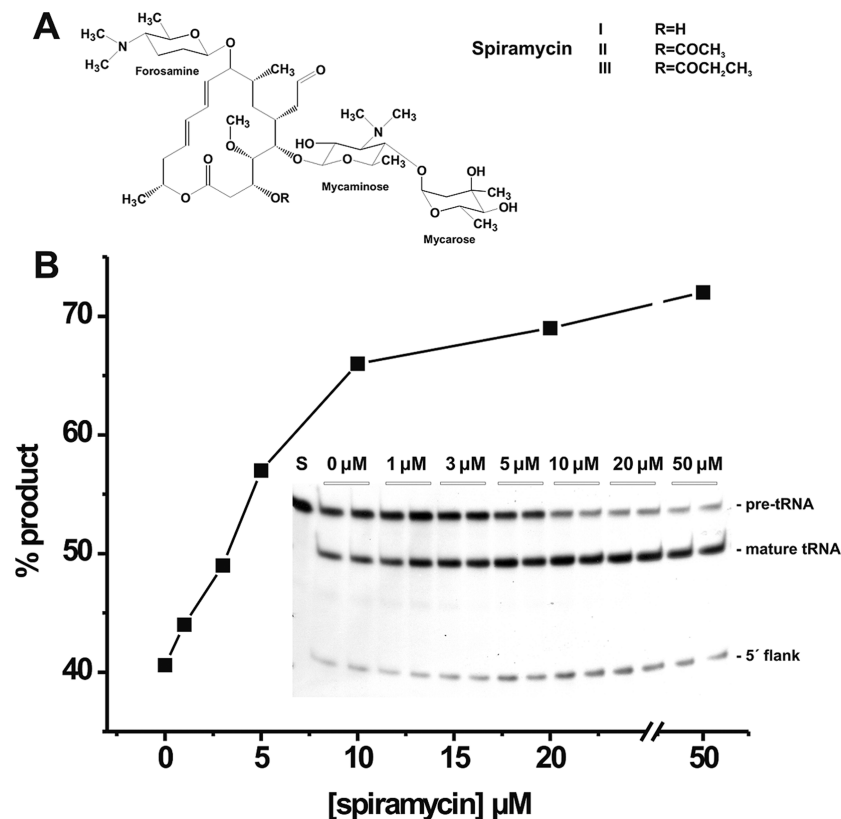 A
Spiramycin
I R=H
II R=COCH₃
III R=COCH₂CH₃
H₃C
H₃C
N
H₃C
O
O
Forosamine
CH₃
O
H₃C
O
O
H₃C
O
O
OR
HO
H₃C
N
CH₃
O
O
CH₃
O
Mycaminose
OH
CH₃
OH
O
CH₃
Mycarose
B
% product
70
60
50
40
S 0 µM 1 µM 3 µM 5 µM 10 µM 20 µM 50 µM
- pre-tRNA
- mature tRNA
- 5´ flank
0 5 10 15 20 50
[spiramycin] µM